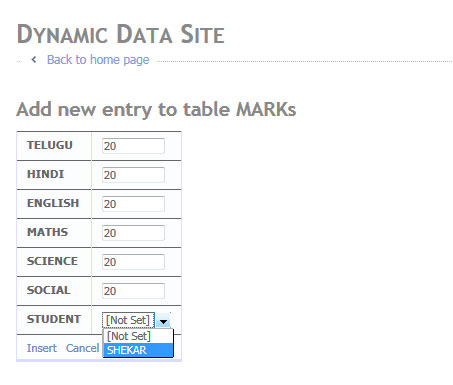 DYNAMIC DATA SITE
‹ Back to home page
Add new entry to table MARKs
TELUGU 20
HINDI 20
ENGLISH 20
MATHS 20
SCIENCE 20
SOCIAL 20
STUDENT [Not Set]
[Not Set]
Insert Cancel SHEKAR